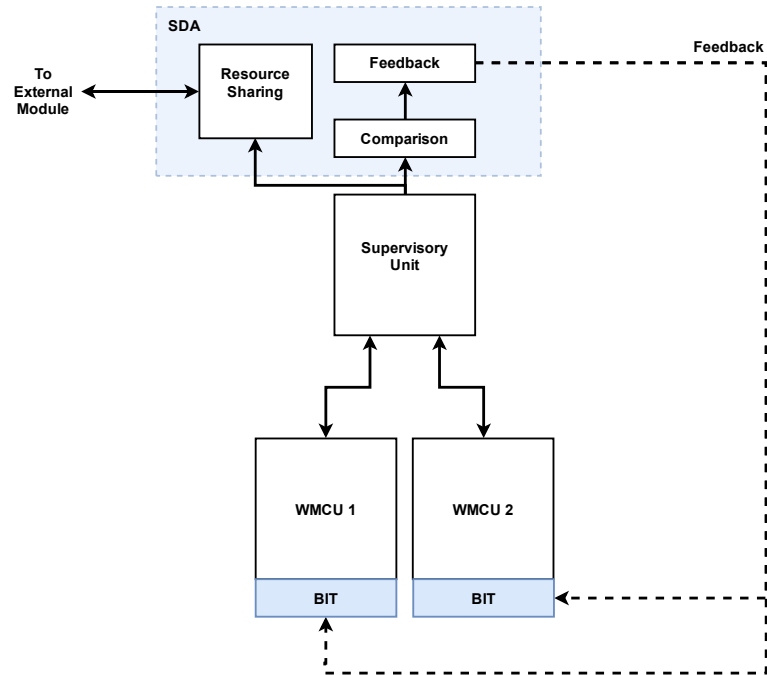 SDA
Feedback
To
External
Module
Resource
Sharing
Feedback
Comparison
Supervisory
Unit
WMCU 1
WMCU 2
BIT
BIT